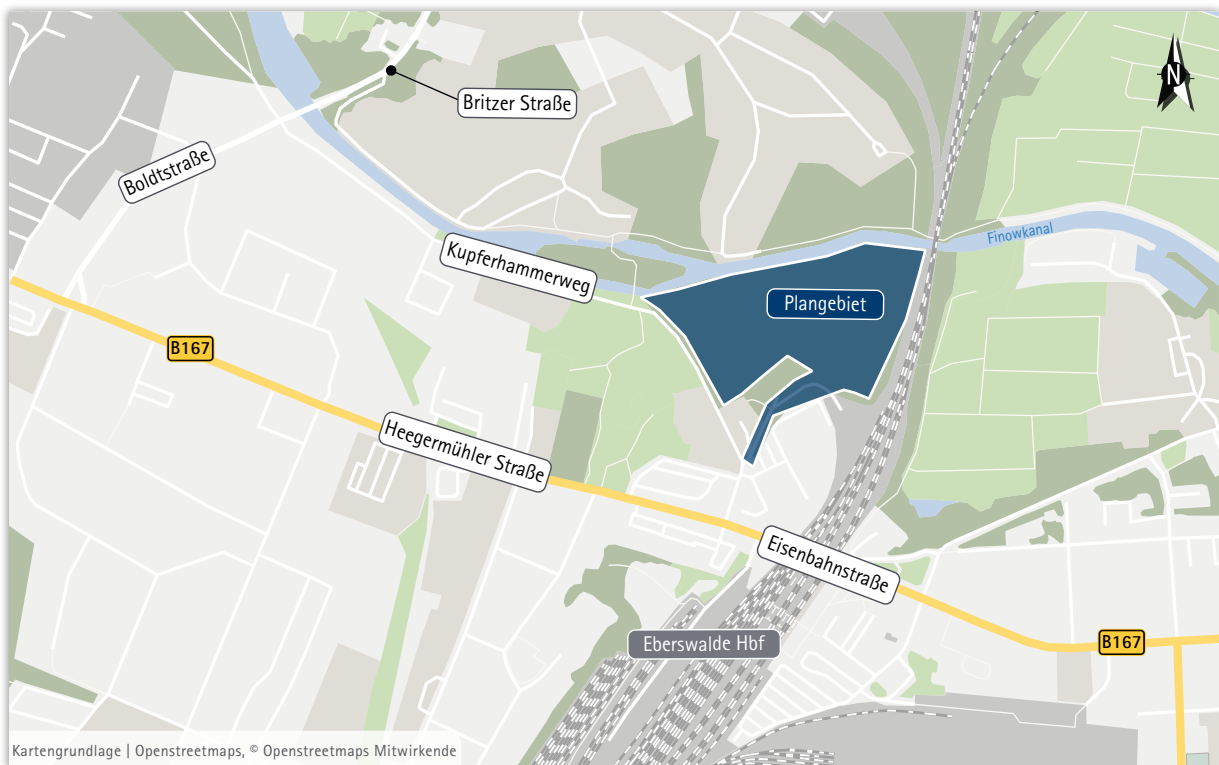 N
Britzer Straße
Boldtstraße
Finowkanal
Kupferhammerweg
Plangebiet
B167
Heegermühler Straße
Eisenbahnstraße
Eberswalde Hbf
B167
Kartengrundlage | Openstreetmaps, © Openstreetmaps Mitwirkende